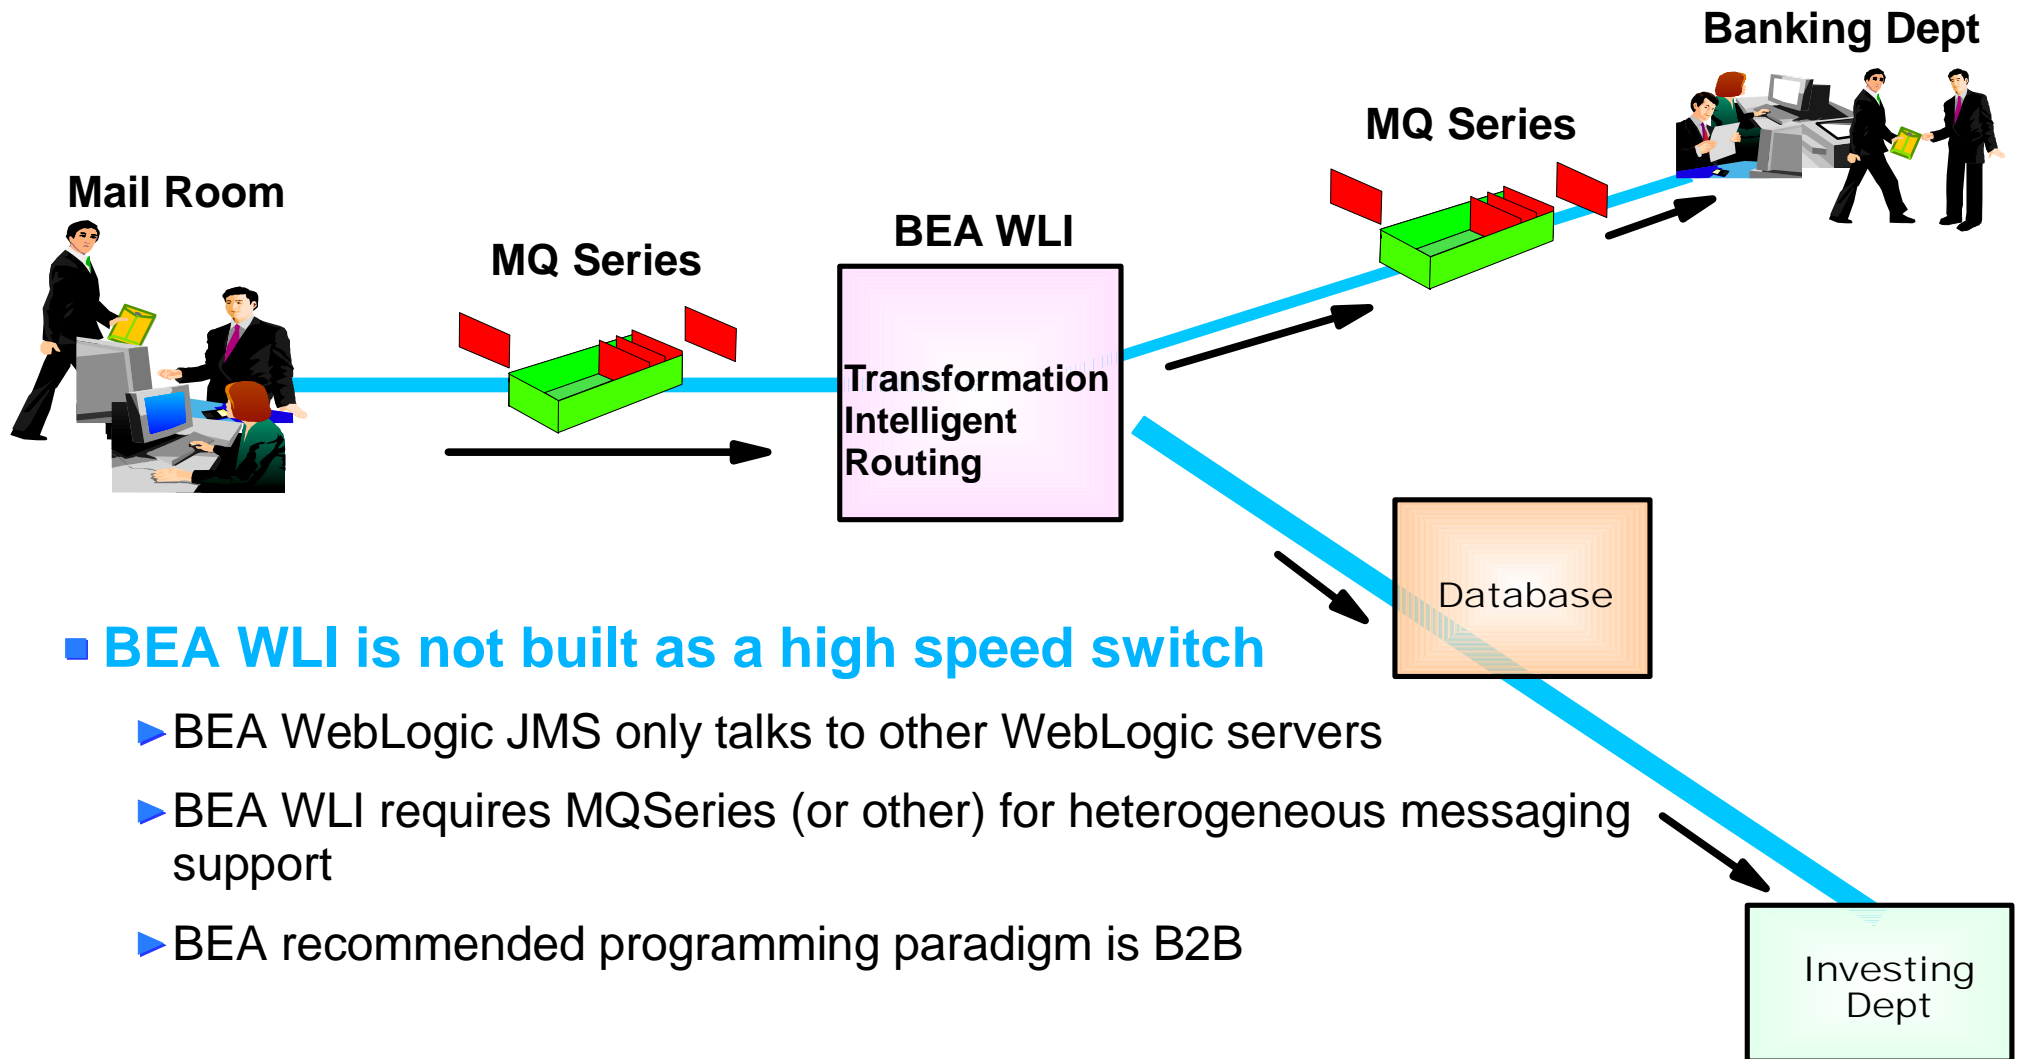 Banking Dept
MQ Series
Mail Room
BEA WLI
MQ Series
Transformation
Intelligent
Routing
Database
BEA WLI is not built as a high speed switch
BEA WebLogic JMS only talks to other WebLogic servers
BEA WLI requires MQSeries (or other) for heterogeneous messaging
support
BEA recommended programming paradigm is B2B
Investing
Dept